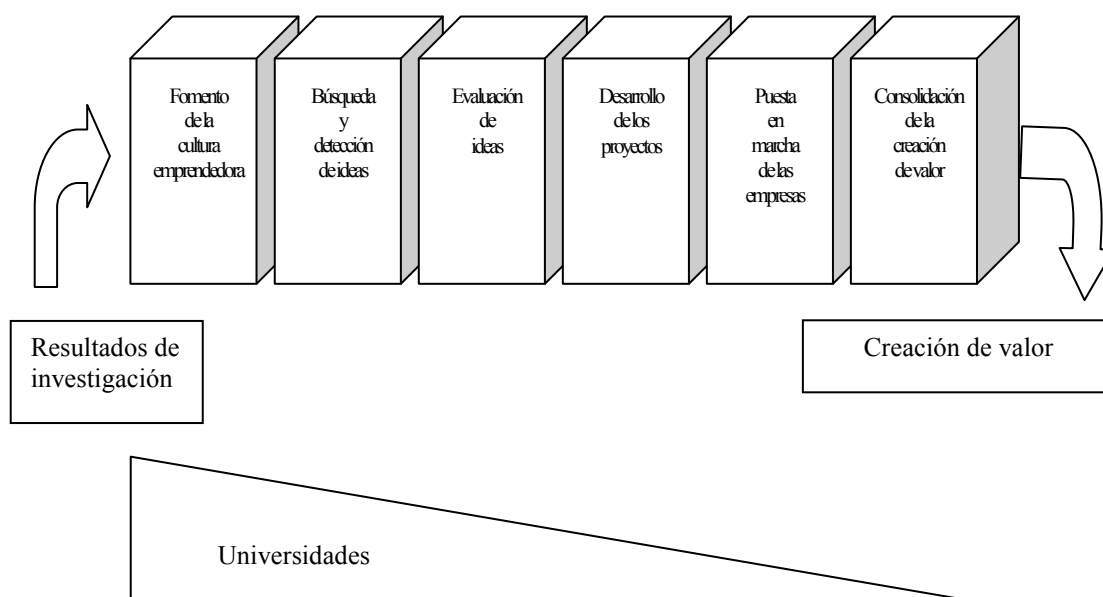 Fomento
de la
cultura
emprendedora
Búsqueda
y
detección
de ideas
Evaluación
de
ideas
Desarrollo
de los
proyectos
Puesta
en
marcha
de las
empresas
Consolidación
de la
creación
de valor
Resultados de
investigación
Creación de valor
Universidades